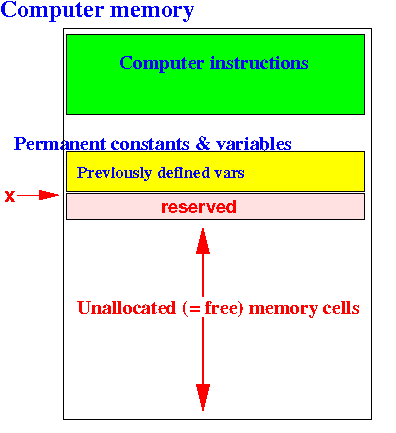 Computer memory
Computer instructions
Permanent constants & variables
Previously defined vars
x
reserved
Unallocated (= free) memory cells